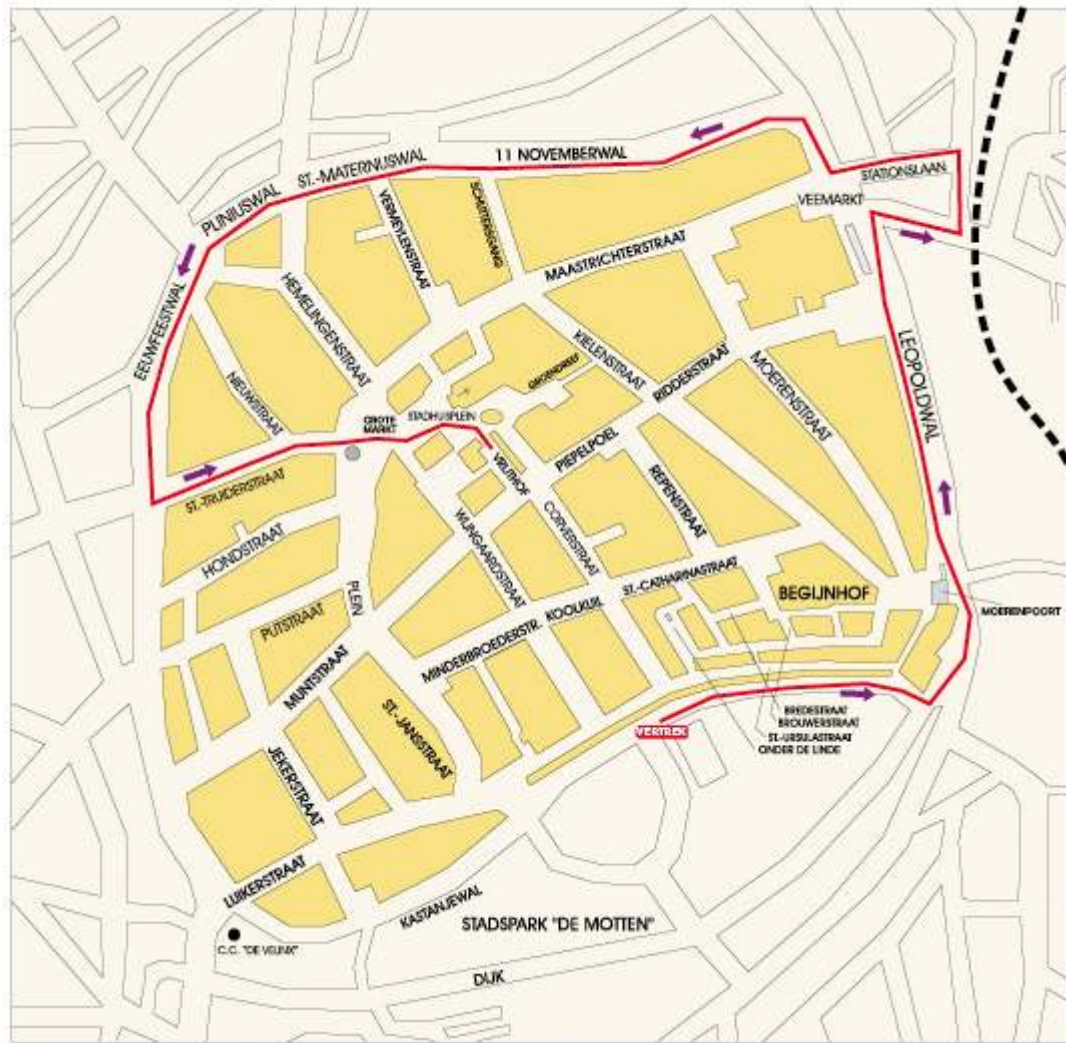 11 NOVEMBERWAL
ST.-MATERNUSWAL
STATIONSLAAN
PLINIUSWAL
VERMEYLENSTRAAT
SCHUTTERSGANG
VEEMARKT
MAASTRICHTERSTRAAT
HEMELINGENSTRAAT
EEUWFEESTWAL
NIEUWSTRAAT
KIELENSTRAAT
GROENDREEF
RIDDERSTRAAT
MOERENSTRAAT
LEOPOLDWAL
GROTE
MARKT
STADHUISPLEIN
VRIJTHOF
PIEPELPOEL
REPENSTRAAT
ST.-TRUIDERSTRAAT
HONDSTRAAT
WIJNGAARDSTRAAT
CORVERSTRAAT
ST.-CATHARINASTRAAT
BEGIJNHOF
MOERENPOORT
PLEIN
PUTSTRAAT
KOOLKUIL
MINDERBROEDERSTR.
MUNTSTRAAT
ST.-JANSSTRAAT
VERTREK
BREDESTRAAT
BROUWERSTRAAT
ST.-URSULASTRAAT
ONDER DE LINDE
JEKERSTRAAT
LUIKERSTRAAT
KASTANJEWAL
STADSPARK "DE MOTTEN"
C.C. "DE VELINX"
DIJK